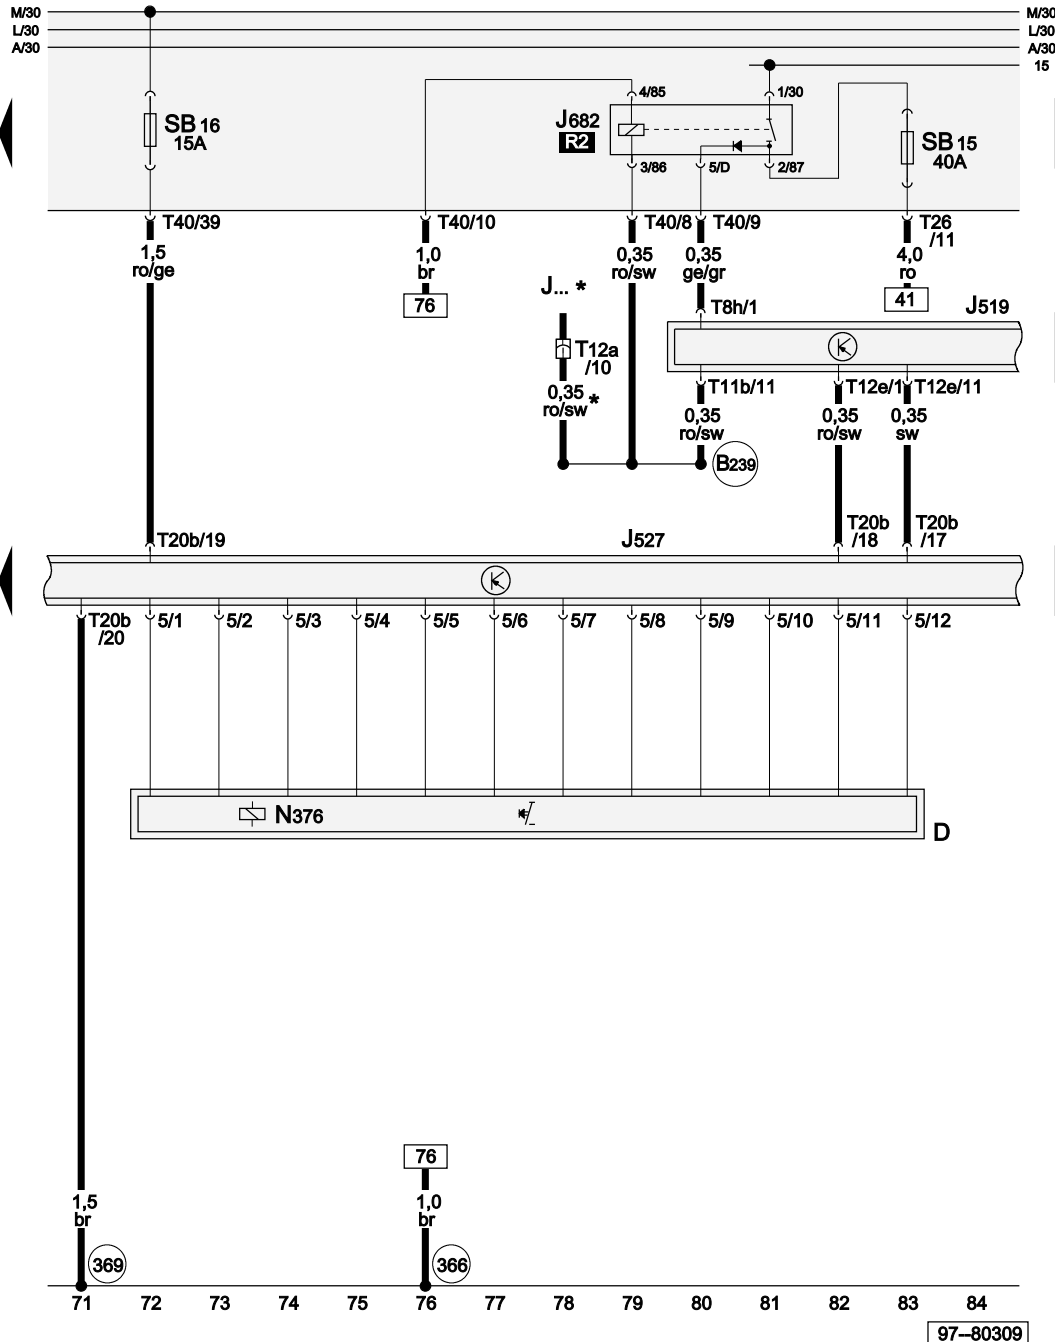 M/30 M/30
L/30 L/30
A/30 A/30
15
4/85 1/30
SB 16
15A
J682
R2
SB 15
40A
3/86 5/D 2/87
T40/39 T40/10 T40/8 T40/9 T26
/11
1,5
ro/ge
1,0
br
0,35
ro/sw
0,35
ge/gr
4,0
ro
76
J... *
41
T8h/1
J519
T12a
/10
T11b/11 T12e/1 T12e/11
0,35
ro/sw*
0,35
ro/sw
0,35
ro/sw
0,35
sw
B239
T20b/19
J527
T20b
/18
T20b
/17
T20b
/20
5/1 5/2 5/3 5/4 5/5 5/6 5/7 5/8 5/9 5/10 5/11 5/12
N376
D
76
1,5
br
1,0
br
369
366
71 72 73 74 75 76 77 78 79 80 81 82 83 84
97--80309